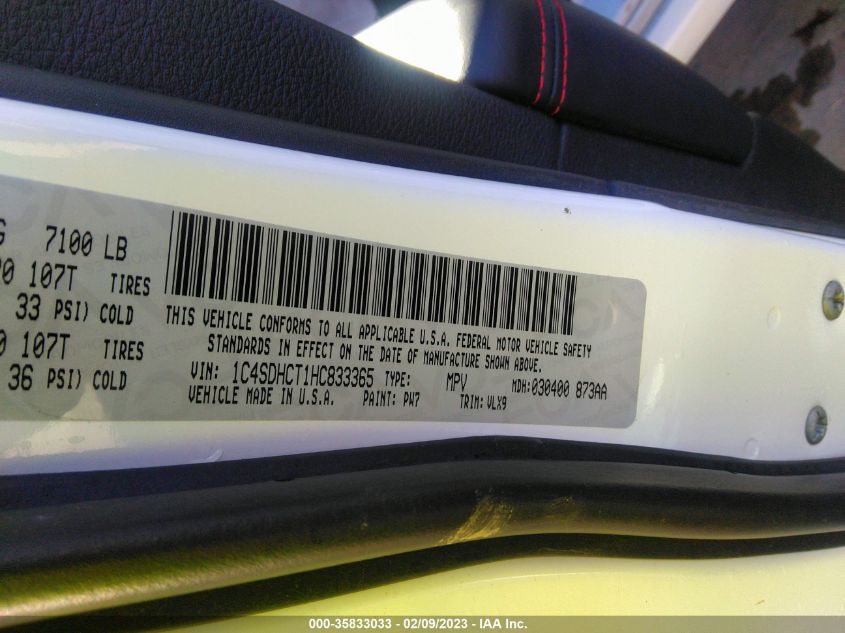 G 7100 LB
0 107T TIRES
33 PSI) COLD
0 107T TIRES
36 PSI) COLD
THIS VEHICLE CONFORMS TO ALL APPLICABLE U.S.A. FEDERAL MOTOR VEHICLE SAFETY
STANDARDS IN EFFECT ON THE DATE OF MANUFACTURE SHOWN ABOVE.
VIN: 1C4SDHCT1HC833365 TYPE: MPV MDH:030400 873AA
VEHICLE MADE IN U.S.A. PAINT: PW7 TRIM: VLX9
000-35833033 - 02/09/2023 - IAA Inc.